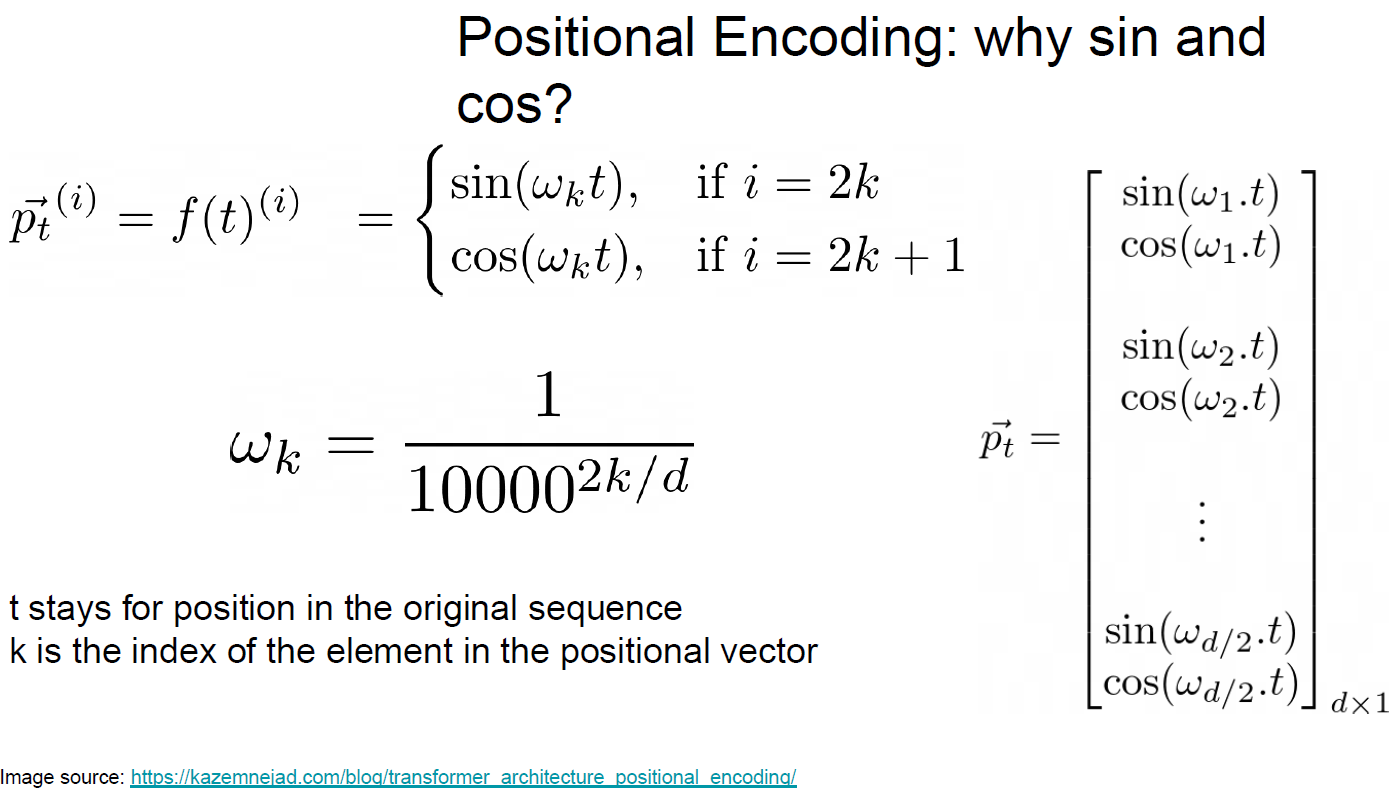 Positional Encoding: why sin and
cos?
$\vec{p_t}^{(i)} = f(t)^{(i)} = \begin{cases} \sin(\omega_k t), & \text{if } i = 2k \\ \cos(\omega_k t), & \text{if } i = 2k + 1 \end{cases}$
$\omega_k = \frac{1}{10000^{2k/d}}$
$\vec{p_t} = \begin{bmatrix} \sin(\omega_1.t) \\ \cos(\omega_1.t) \\ \\ \sin(\omega_2.t) \\ \cos(\omega_2.t) \\ \\ \vdots \\ \\ \sin(\omega_{d/2}.t) \\ \cos(\omega_{d/2}.t) \end{bmatrix}_{d \times 1}$
t stays for position in the original sequence
k is the index of the element in the positional vector
Image source: https://kazemnejad.com/blog/transformer_architecture_positional_encoding/